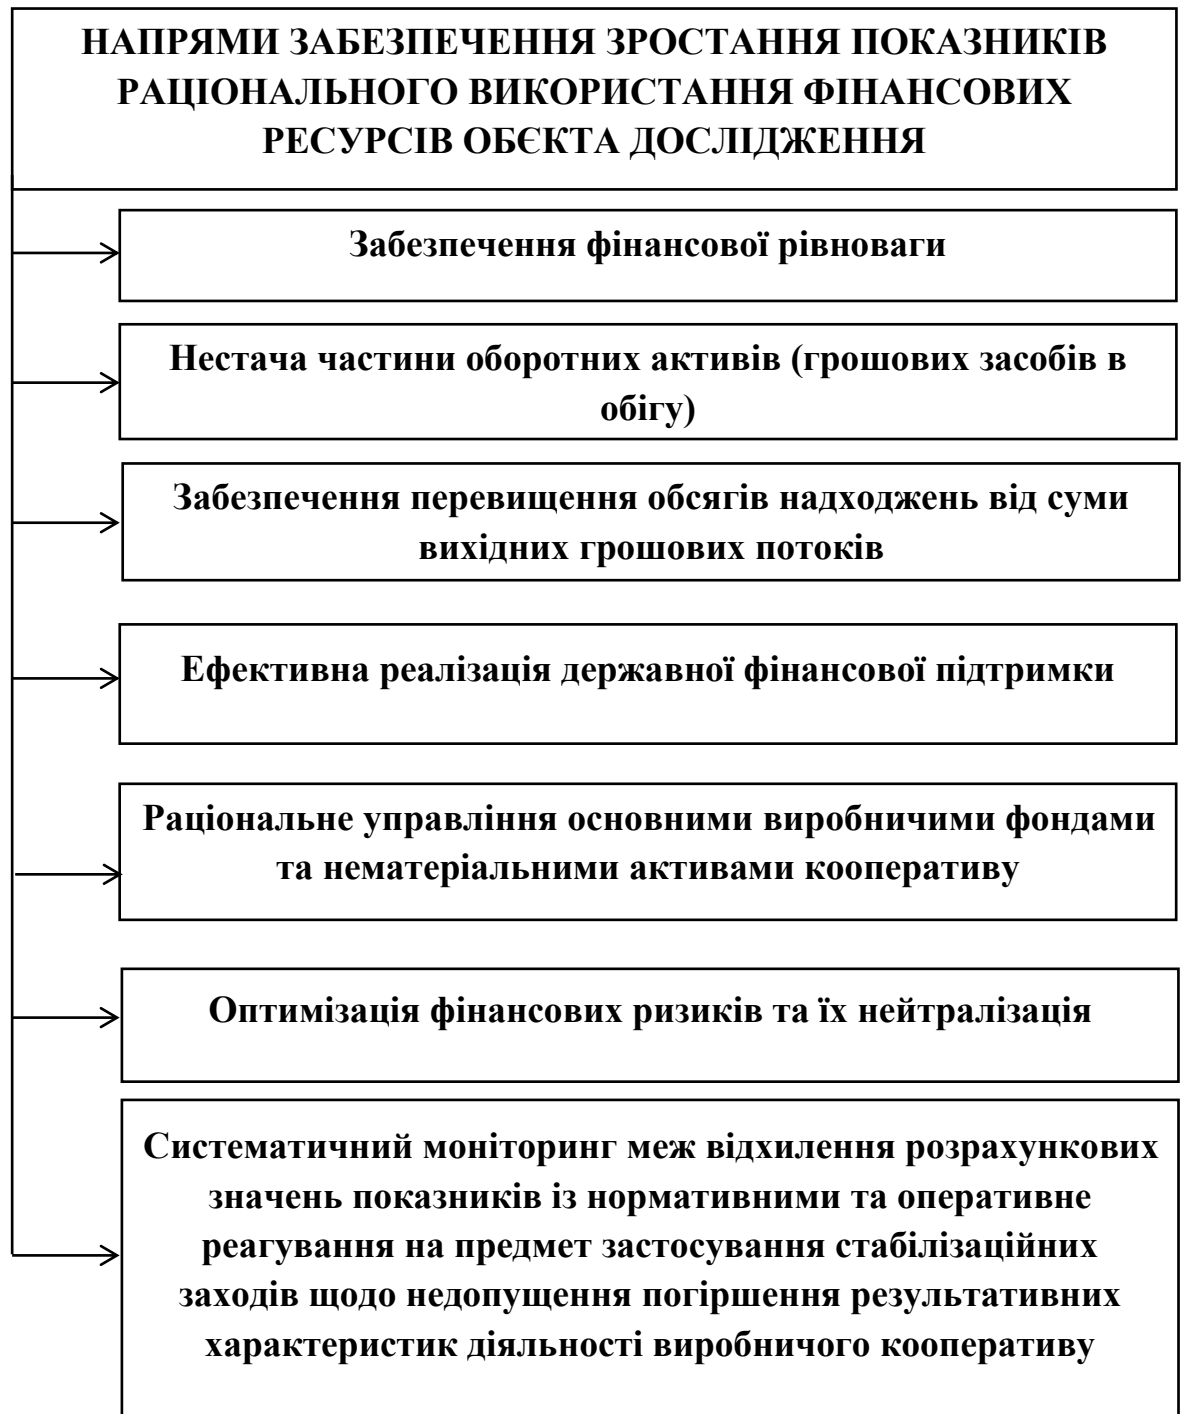 НАПРЯМИ ЗАБЕЗПЕЧЕННЯ ЗРОСТАННЯ ПОКАЗНИКІВ
РАЦІОНАЛЬНОГО ВИКОРИСТАННЯ ФІНАНСОВИХ
РЕСУРСІВ ОБЄКТА ДОСЛІДЖЕННЯ
Забезпечення фінансової рівноваги
Нестача частини оборотних активів (грошових засобів в
обігу)
Забезпечення перевищення обсягів надходжень від суми
вихідних грошових потоків
Ефективна реалізація державної фінансової підтримки
Раціональне управління основними виробничими фондами
та нематеріальними активами кооперативу
Оптимізація фінансових ризиків та їх нейтралізація
Систематичний моніторинг меж відхилення розрахункових
значень показників із нормативними та оперативне
реагування на предмет застосування стабілізаційних
заходів щодо недопущення погіршення результативних
характеристик діяльності виробничого кооперативу